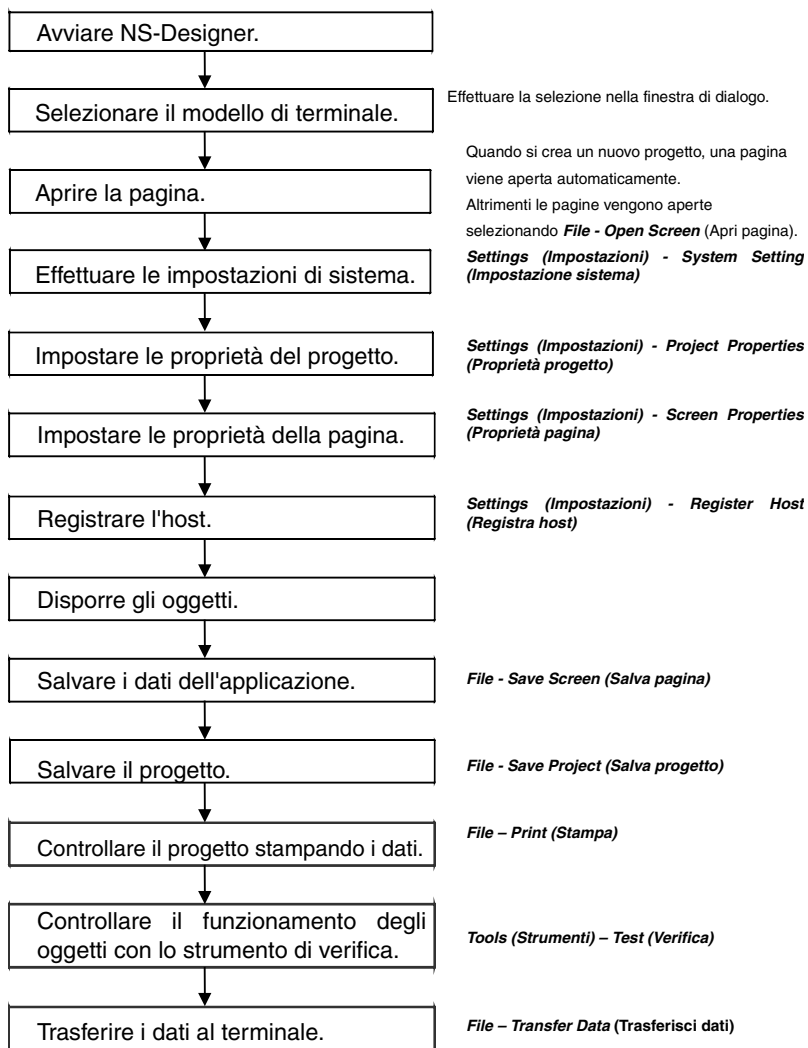 Avviare NS-Designer.
Selezionare il modello di terminale.
Effettuare la selezione nella finestra di dialogo.
Aprire la pagina.
Quando si crea un nuovo progetto, una pagina
viene aperta automaticamente.
Altrimenti le pagine vengono aperte
selezionando File - Open Screen (Apri pagina).
Effettuare le impostazioni di sistema.
Settings (Impostazioni) - System Setting
(Impostazione sistema)
Impostare le proprietà del progetto.
Settings (Impostazioni) - Project Properties
(Proprietà progetto)
Impostare le proprietà della pagina.
Settings (Impostazioni) - Screen Properties
(Proprietà pagina)
Registrare l'host.
Settings (Impostazioni) - Register Host
(Registra host)
Disporre gli oggetti.
Salvare i dati dell'applicazione.
File - Save Screen (Salva pagina)
Salvare il progetto.
File - Save Project (Salva progetto)
Controllare il progetto stampando i dati.
File – Print (Stampa)
Controllare il funzionamento degli
oggetti con lo strumento di verifica.
Tools (Strumenti) – Test (Verifica)
Trasferire i dati al terminale.
File – Transfer Data (Trasferisci dati)